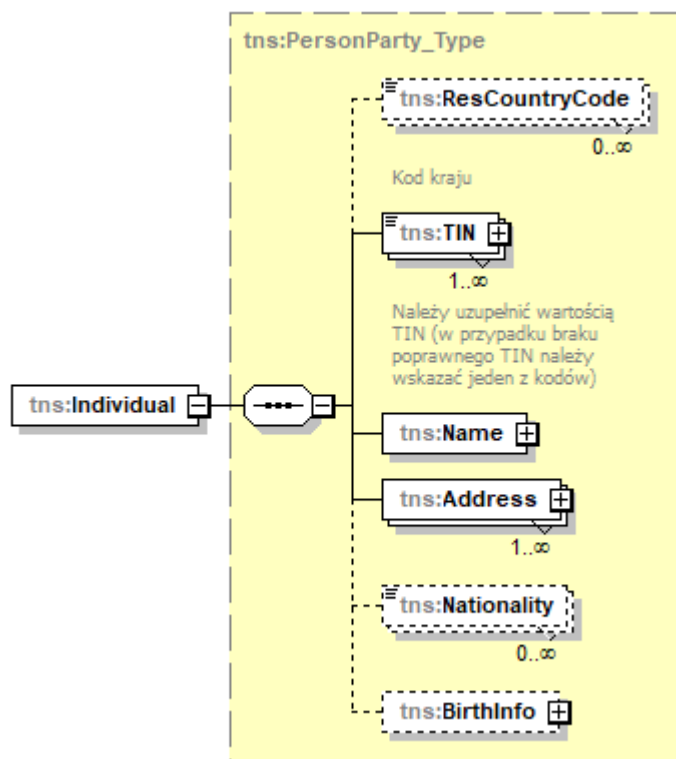 tns:PersonParty_Type
tns:ResCountryCode
0..∞
Kod kraju
tns:TIN
1..∞
Należy uzupełnić wartością
TIN (w przypadku braku
poprawnego TIN należy
wskazać jeden z kodów)
tns:Individual
tns:Name
tns:Address
1..∞
tns:Nationality
0..∞
tns:BirthInfo